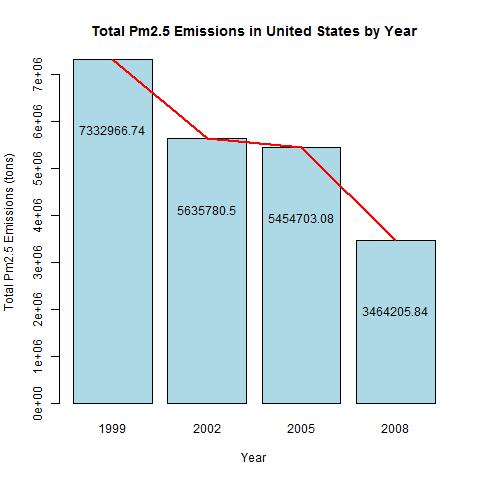 Total Pm2.5 Emissions in United States by Year
Total Pm2.5 Emissions (tons)
7e+06
6e+06
5e+06
4e+06
3e+06
2e+06
1e+06
0e+00
7332966.74
5635780.5
5454703.08
3464205.84
1999 2002 2005 2008
Year